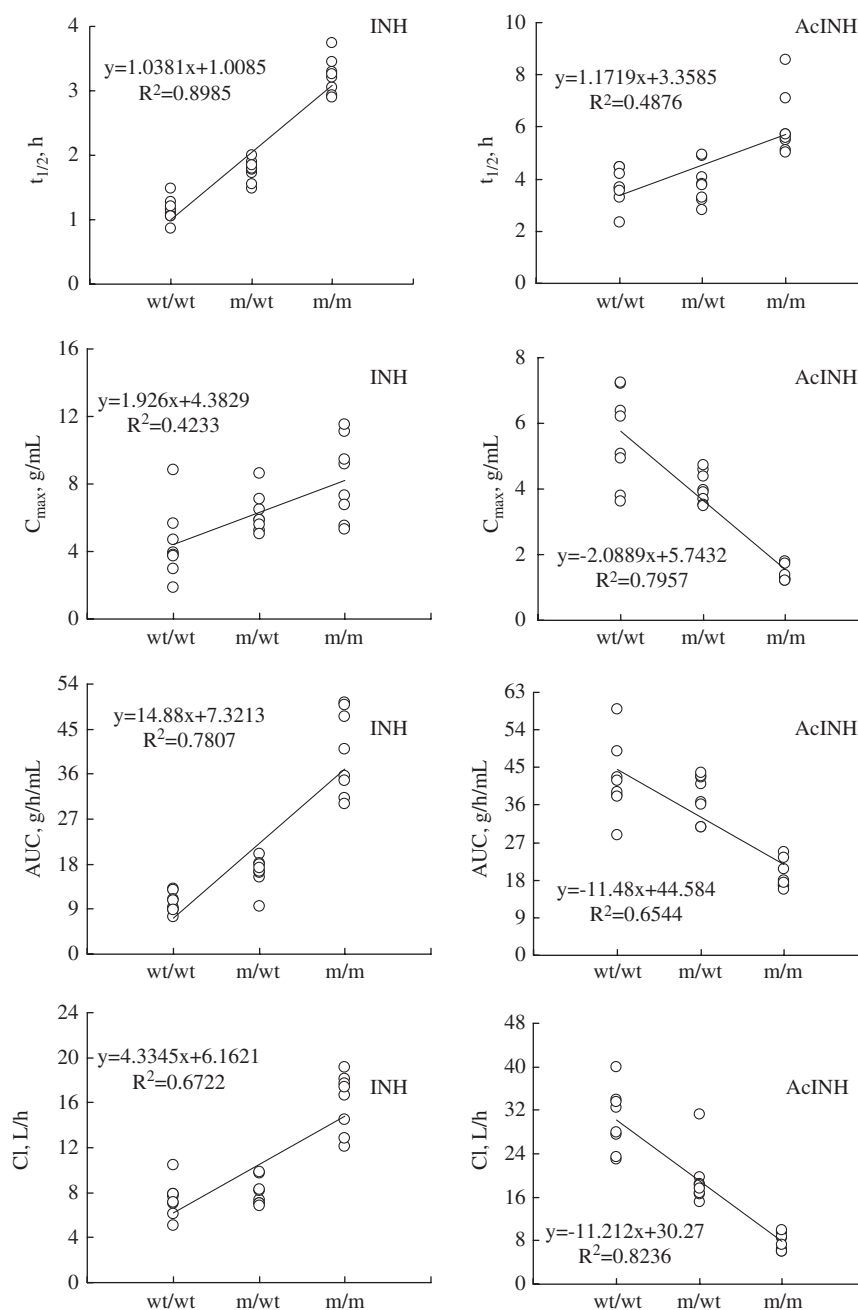 INH
4
3
2
1
0
t1/2, h
y=1.0381x+1.0085
R²=0.8985
wt/wt m/wt m/m
AcINH
10
8
6
4
2
0
t1/2, h
y=1.1719x+3.3585
R²=0.4876
wt/wt m/wt m/m
INH
16
12
8
4
0
Cmax, g/mL
y=1.926x+4.3829
R²=0.4233
wt/wt m/wt m/m
AcINH
8
6
4
2
0
Cmax, g/mL
y=-2.0889x+5.7432
R²=0.7957
wt/wt m/wt m/m
INH
54
45
36
27
18
9
0
AUC, g/h/mL
y=14.88x+7.3213
R²=0.7807
wt/wt m/wt m/m
AcINH
63
54
45
36
27
18
9
0
AUC, g/h/mL
y=-11.48x+44.584
R²=0.6544
wt/wt m/wt m/m
INH
24
20
16
12
8
4
0
Cl, L/h
y=4.3345x+6.1621
R²=0.6722
wt/wt m/wt m/m
AcINH
48
40
32
24
16
8
0
Cl, L/h
y=-11.212x+30.27
R²=0.8236
wt/wt m/wt m/m